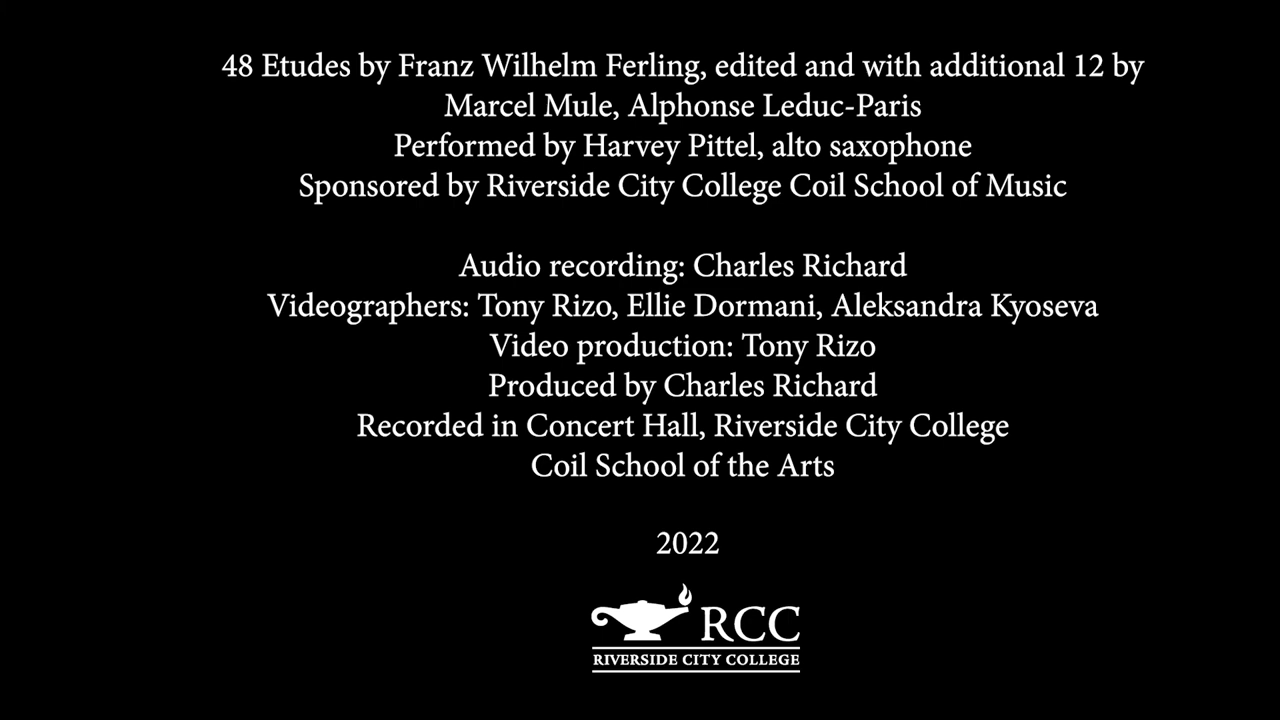 48 Etudes by Franz Wilhelm Ferling, edited and with additional 12 by
Marcel Mule, Alphonse Leduc-Paris
Performed by Harvey Pittel, alto saxophone
Sponsored by Riverside City College Coil School of Music
Audio recording: Charles Richard
Videographers: Tony Rizo, Ellie Dormani, Aleksandra Kyoseva
Video production: Tony Rizo
Produced by Charles Richard
Recorded in Concert Hall, Riverside City College
Coil School of the Arts
2022
RCC
RIVERSIDE CITY COLLEGE